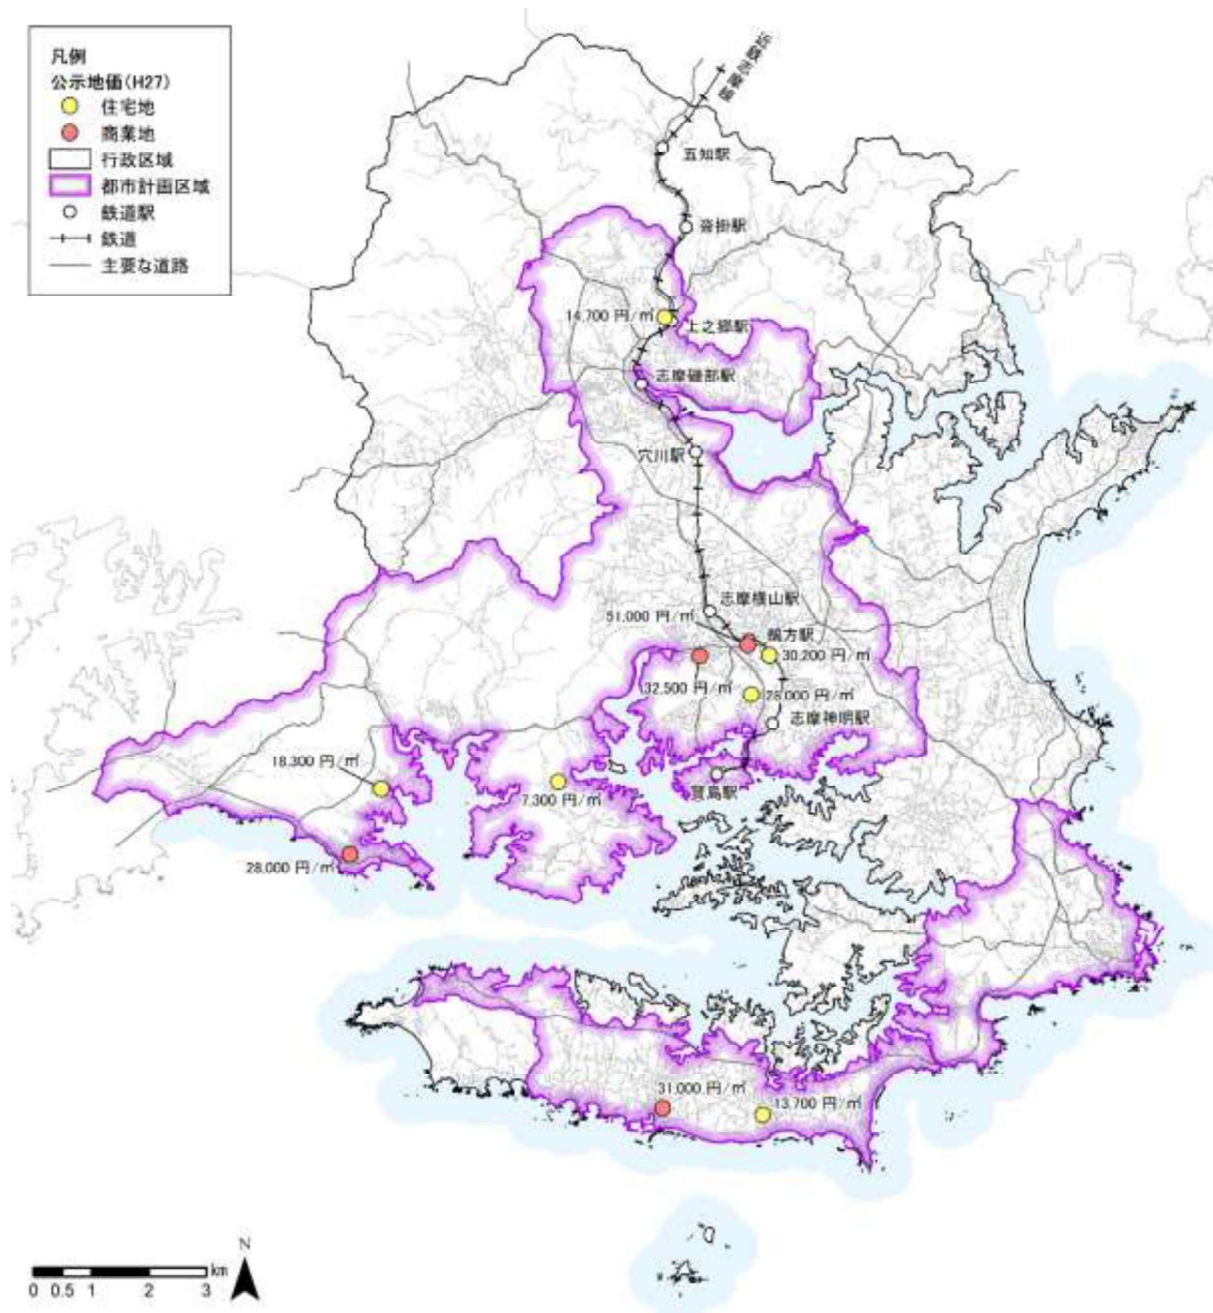 凡例
公示地価(H27)
住宅地
商業地
行政区域
都市計画区域
鉄道駅
鉄道
主要な道路
近鉄志摩線
五知駅
沓掛駅
14,700 円/㎡
上之郷駅
志摩磯部駅
穴川駅
志摩横山駅
51,000 円/㎡
鵜方駅
30,200 円/㎡
32,500 円/㎡
28,000 円/㎡
志摩神明駅
18,300 円/㎡
7,300 円/㎡
賢島駅
28,000 円/㎡
31,000 円/㎡
13,700 円/㎡
N
km
0 0.5 1 2 3